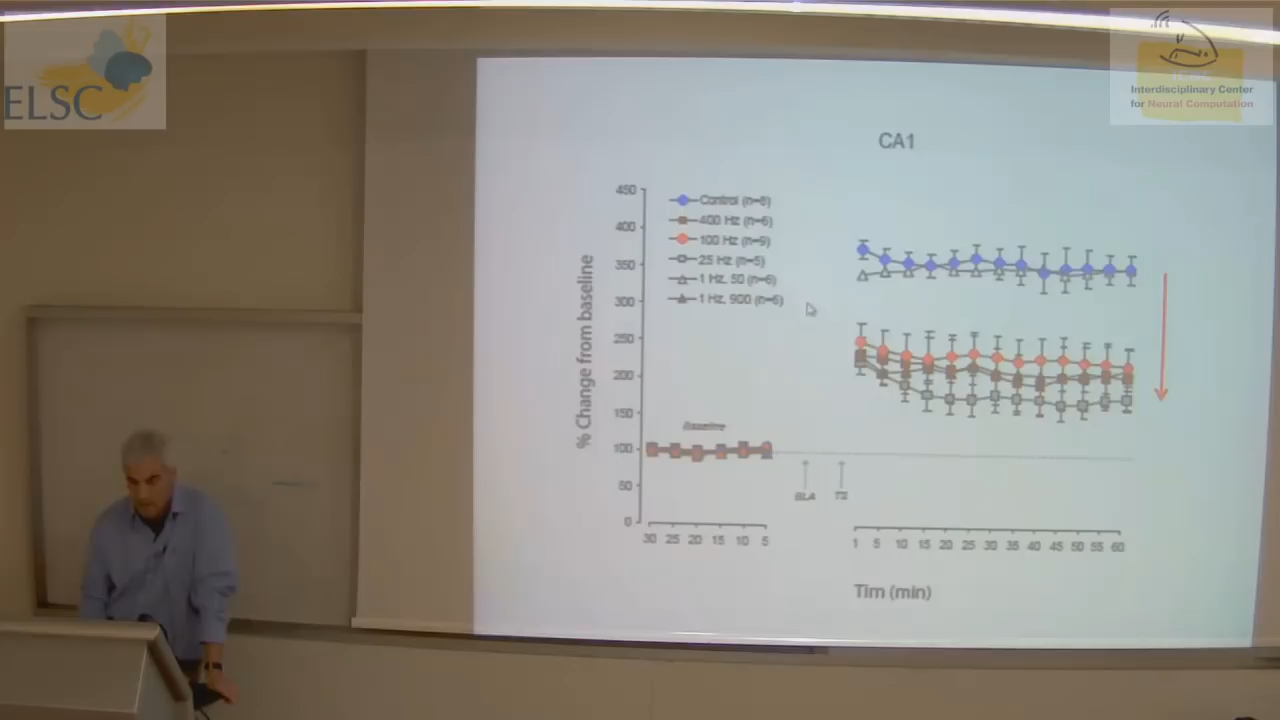 ELSC
Interdisciplinary Center
for Neural Computation
CA1
% Change from baseline
450
400
350
300
250
200
150
100
50
0
Control (n=8)
400 Hz (n=6)
100 Hz (n=9)
25 Hz (n=5)
1 Hz, 50 (n=6)
1 Hz, 900 (n=6)
Baseline
BLA
TS
30 25 20 15 10 5
1 5 10 15 20 25 30 35 40 45 50 55 60
Tim (min)